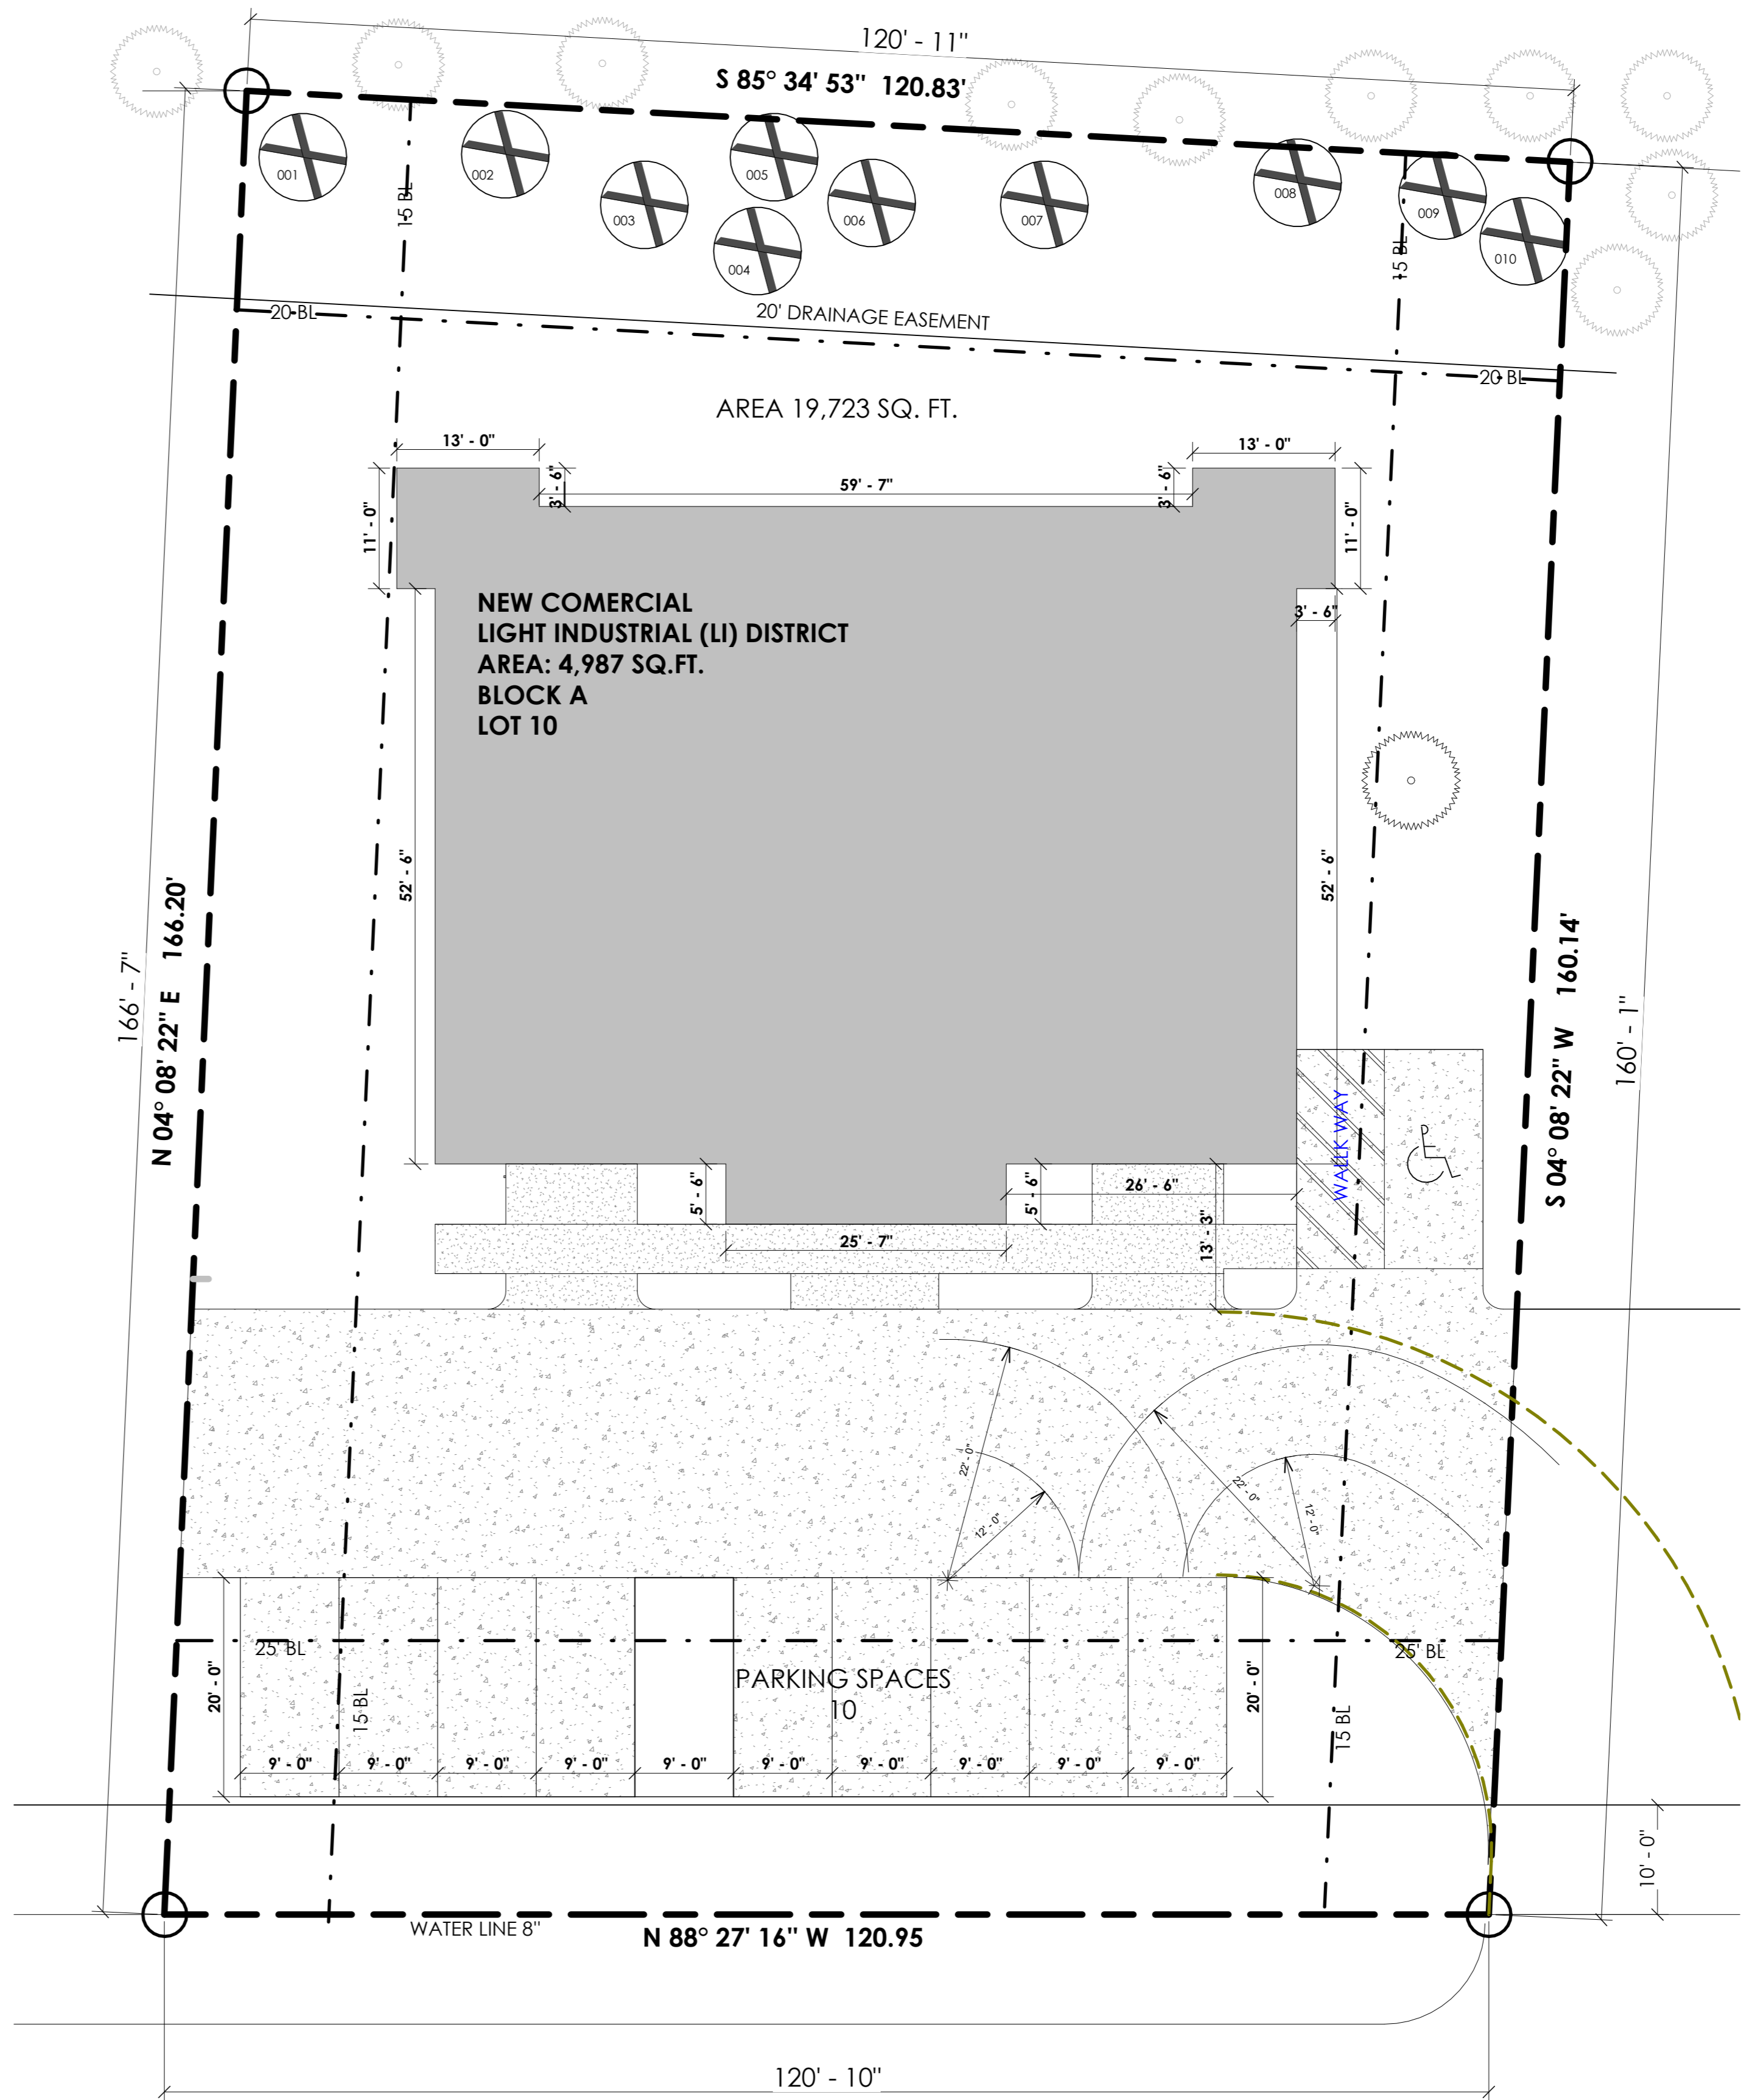 120' - 11"
S 85° 34' 53" 120.83'
001
002
003
004
005
006
007
008
009
010
15 BL
15 BL
20 BL
20' DRAINAGE EASEMENT
20 BL
AREA 19,723 SQ. FT.
13' - 0"
13' - 0"
3' - 6"
59' - 7"
3' - 6"
11' - 0"
11' - 0"
NEW COMERCIAL
LIGHT INDUSTRIAL (LI) DISTRICT
AREA: 4,987 SQ.FT.
BLOCK A
LOT 10
3' - 6"
52' - 6"
52' - 6"
166' - 7"
N 04° 08' 22" E 166.20'
S 04° 08' 22" W 160.14'
160' - 1"
WALLK WAY
5' - 6"
5' - 6"
26' - 6"
25' - 7"
13' - 3"
22' - 0"
12' - 0"
22' - 0"
12' - 0"
25' BL
25' BL
20' - 0"
PARKING SPACES
10
20' - 0"
15 BL
15 BL
9' - 0"
9' - 0"
9' - 0"
9' - 0"
9' - 0"
9' - 0"
9' - 0"
9' - 0"
9' - 0"
9' - 0"
10' - 0"
WATER LINE 8"
N 88° 27' 16" W 120.95
120' - 10"